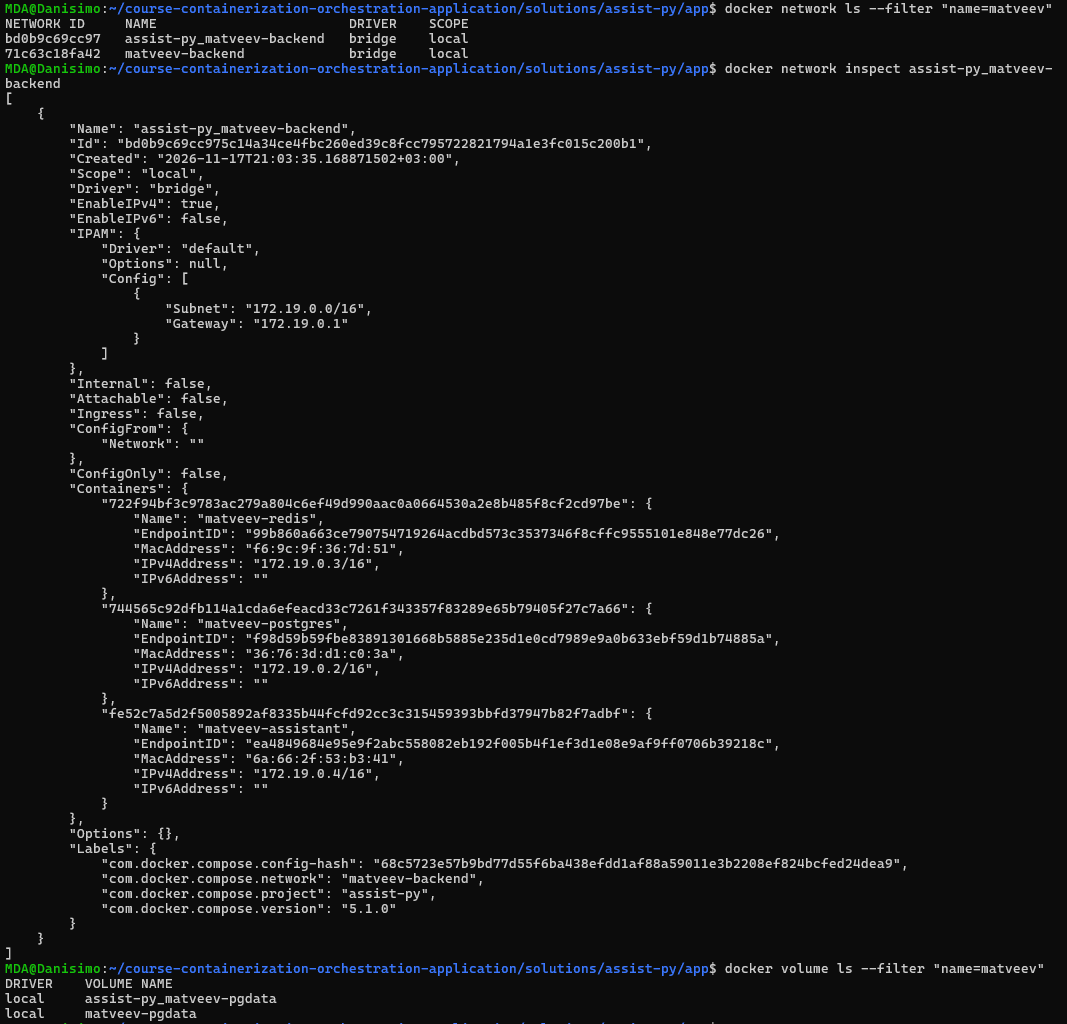 MDA@Danisimo:~/course-containerization-orchestration-application/solutions/assist-py/app$ docker network ls --filter "name=matveev"
NETWORK ID     NAME                        DRIVER    SCOPE
bd0b9c69cc97   assist-py_matveev-backend   bridge    local
71c63c18fa42   matveev-backend             bridge    local
MDA@Danisimo:~/course-containerization-orchestration-application/solutions/assist-py/app$ docker network inspect assist-py_matveev-
backend
[
    {
        "Name": "assist-py_matveev-backend",
        "Id": "bd0b9c69cc975c14a34ce4fbc260ed39c8fcc795722821794a1e3fc015c200b1",
        "Created": "2026-11-17T21:03:35.168871502+03:00",
        "Scope": "local",
        "Driver": "bridge",
        "EnableIPv4": true,
        "EnableIPv6": false,
        "IPAM": {
            "Driver": "default",
            "Options": null,
            "Config": [
                {
                    "Subnet": "172.19.0.0/16",
                    "Gateway": "172.19.0.1"
                }
            ]
        },
        "Internal": false,
        "Attachable": false,
        "Ingress": false,
        "ConfigFrom": {
            "Network": ""
        },
        "ConfigOnly": false,
        "Containers": {
            "722f94bf3c9783ac279a804c6ef49d990aac0a0664530a2e8b485f8cf2cd97be": {
                "Name": "matveev-redis",
                "EndpointID": "99b860a663ce790754719264acdbd573c3537346f8cffc9555101e848e77dc26",
                "MacAddress": "f6:9c:9f:36:7d:51",
                "IPv4Address": "172.19.0.3/16",
                "IPv6Address": ""
            },
            "744565c92dfb114a1cda6efeacd33c7261f343357f83289e65b79405f27c7a66": {
                "Name": "matveev-postgres",
                "EndpointID": "f98d59b59fbe83891301668b5885e235d1e0cd7989e9a0b633ebf59d1b74885a",
                "MacAddress": "36:76:3d:d1:c0:3a",
                "IPv4Address": "172.19.0.2/16",
                "IPv6Address": ""
            },
            "fe52c7a5d2f5005892af8335b44fcfd92cc3c315459393bbfd37947b82f7adbf": {
                "Name": "matveev-assistant",
                "EndpointID": "ea4849684e95e9f2abc558082eb192f005b4f1ef3d1e08e9af9ff0706b39218c",
                "MacAddress": "6a:66:2f:53:b3:41",
                "IPv4Address": "172.19.0.4/16",
                "IPv6Address": ""
            }
        },
        "Options": {},
        "Labels": {
            "com.docker.compose.config-hash": "68c5723e57b9bd77d55f6ba438efdd1af88a59011e3b2208ef824bcfed24dea9",
            "com.docker.compose.network": "matveev-backend",
            "com.docker.compose.project": "assist-py",
            "com.docker.compose.version": "5.1.0"
        }
    }
]
MDA@Danisimo:~/course-containerization-orchestration-application/solutions/assist-py/app$ docker volume ls --filter "name=matveev"
DRIVER    VOLUME NAME
local     assist-py_matveev-pgdata
local     matveev-pgdata